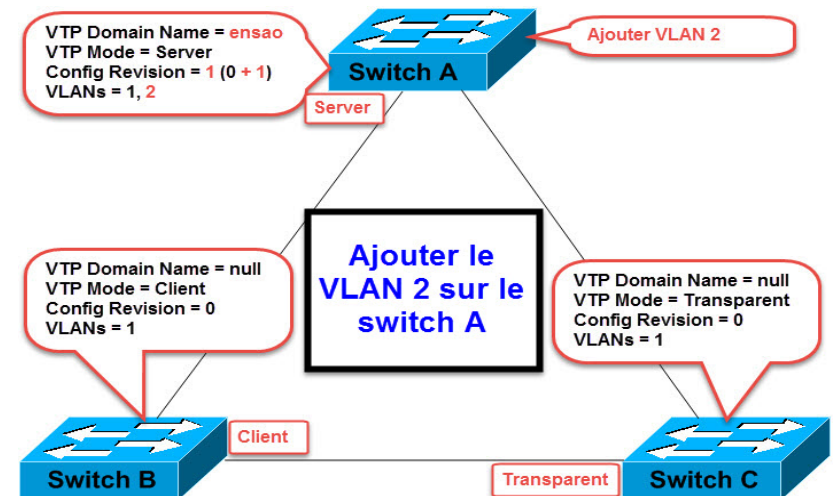 VTP Domain Name = ensao
VTP Mode = Server
Config Revision = 1 (0 + 1)
VLANs = 1, 2
Ajouter VLAN 2
Switch A
Server
Ajouter le
VLAN 2 sur le
switch A
VTP Domain Name = null
VTP Mode = Client
Config Revision = 0
VLANs = 1
VTP Domain Name = null
VTP Mode = Transparent
Config Revision = 0
VLANs = 1
Client
Switch B
Transparent
Switch C